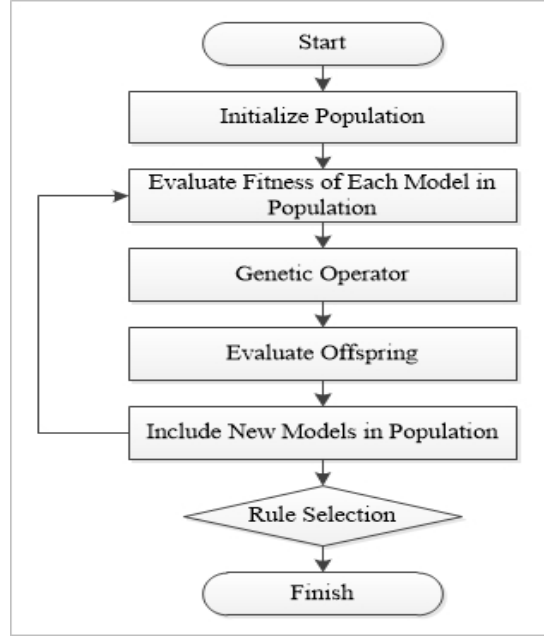 Start
Initialize Population
Evaluate Fitness of Each Model in
Population
Genetic Operator
Evaluate Offspring
Include New Models in Population
Rule Selection
Finish